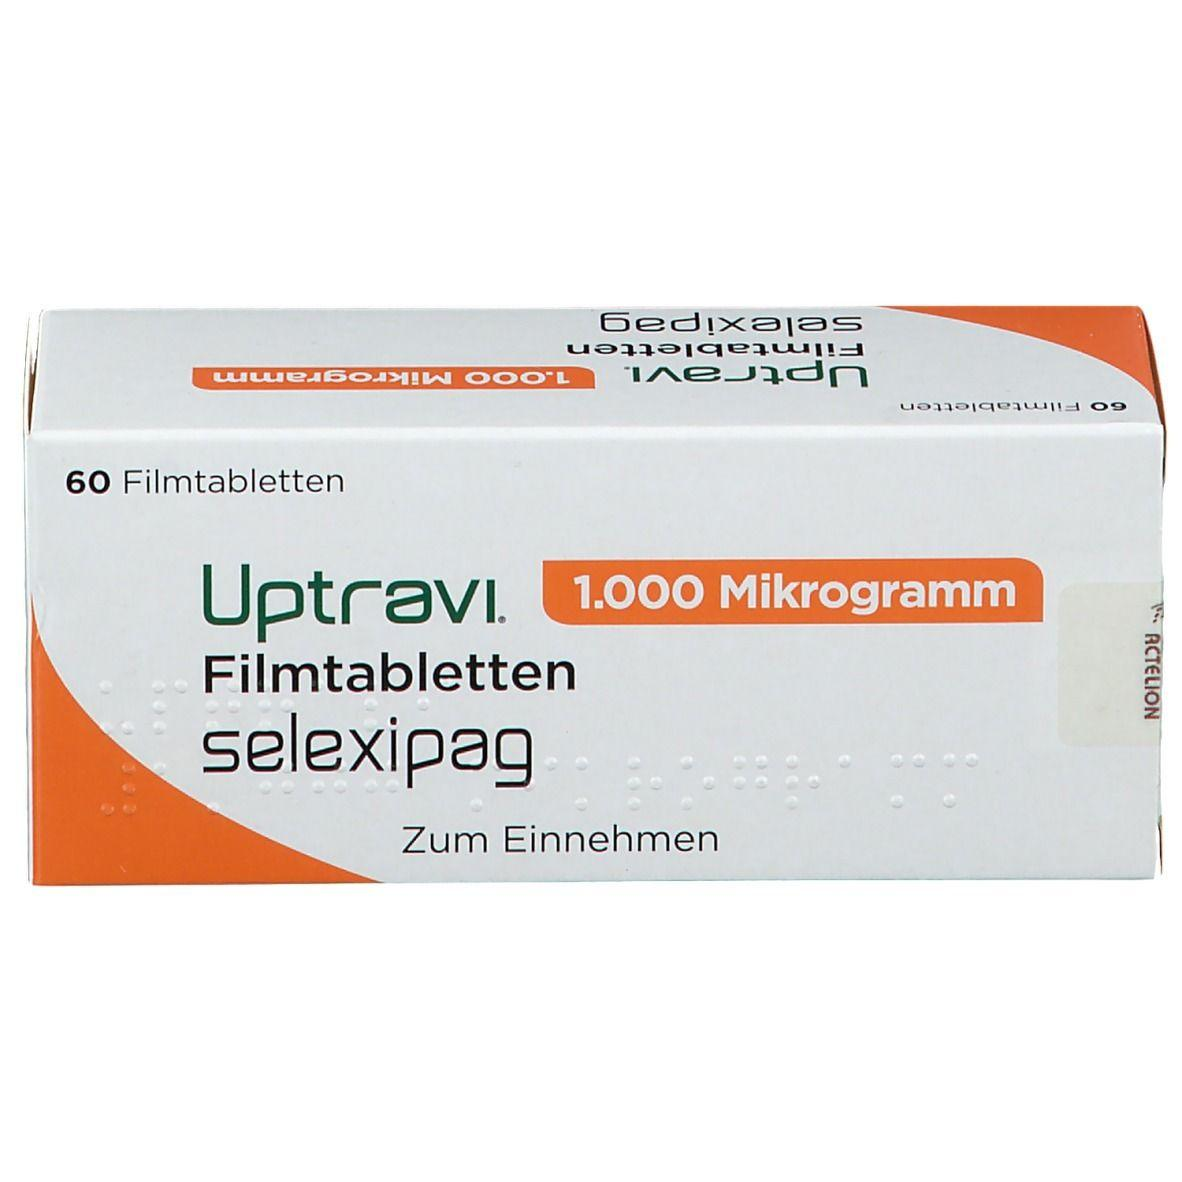 selexipag
Filmtabletten
Uptravi
1.000 Mikrogramm
60 Filmtabletten
60 Filmtabletten
Uptravi® 1.000 Mikrogramm
Filmtabletten
selexipag
Zum Einnehmen
ACTELION